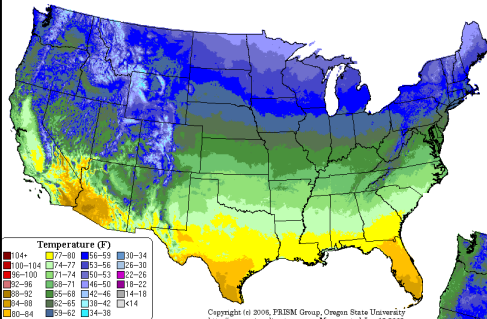 Temperature (F)
104+ 77-80 56-59 30-34
100-104 74-77 53-56 26-30
96-100 71-74 50-53 22-26
92-96 68-71 46-50 18-22
88-92 65-68 42-46 14-18
84-88 62-65 38-42 <14
80-84 59-62 34-38
Copyright (c) 2006, PRISM Group, Oregon State University